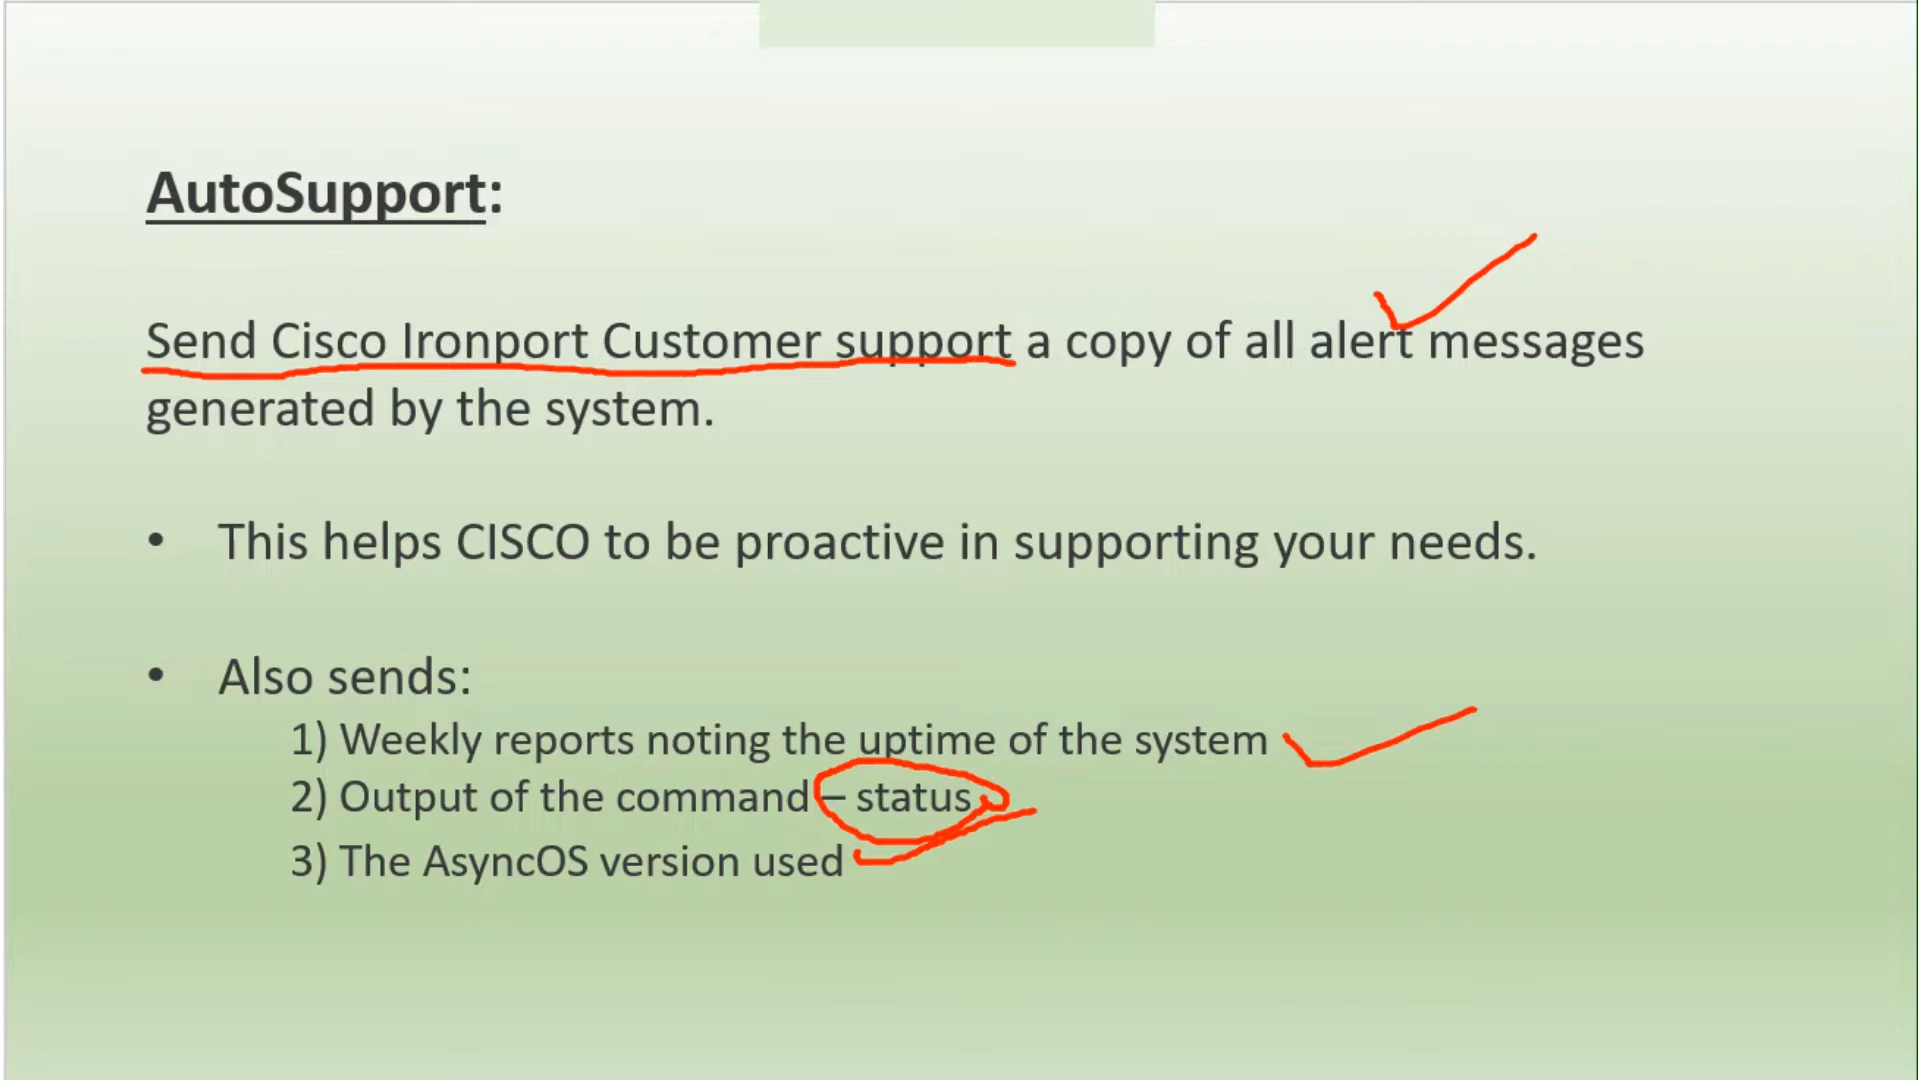 AutoSupport:
Send Cisco Ironport Customer support a copy of all alert messages
generated by the system.
• This helps CISCO to be proactive in supporting your needs.
• Also sends:
1) Weekly reports noting the uptime of the system
2) Output of the command – status
3) The AsyncOS version used